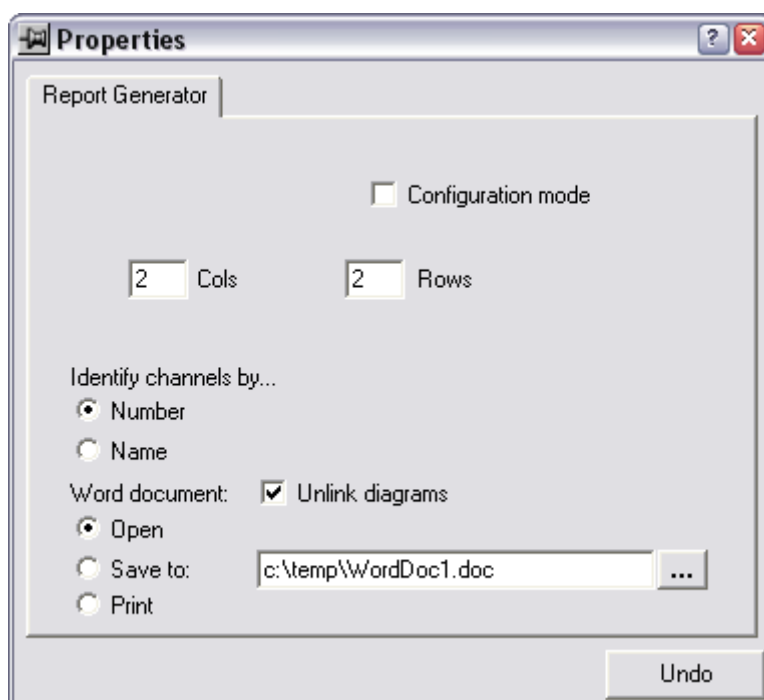 Properties
?
Report Generator
Configuration mode
2 Cols 2 Rows
Identify channels by...
Number
Name
Word document: Unlink diagrams
Open
Save to: c:\temp\WordDoc1.doc ...
Print
Undo